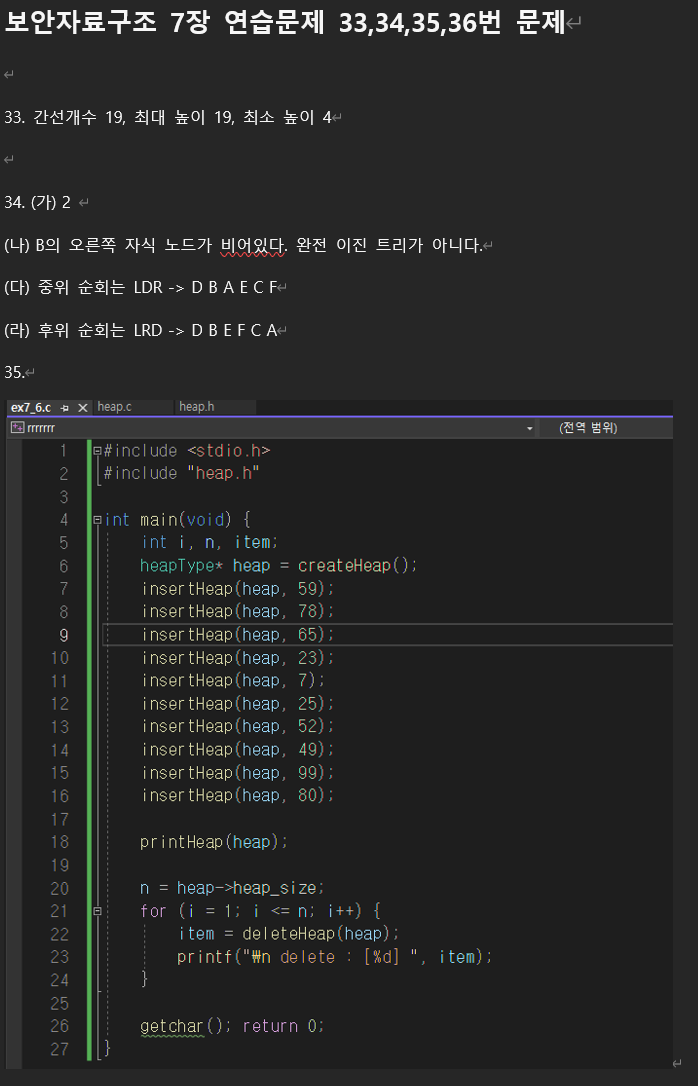 보안자료구조 7장 연습문제 33,34,35,36번 문제
33. 간선개수 19, 최대 높이 19, 최소 높이 4
34. (가) 2
(나) B의 오른쪽 자식 노드가 비어있다. 완전 이진 트리가 아니다.
(다) 중위 순회는 LDR -> D B A E C F
(라) 후위 순회는 LRD -> D B E F C A
35.
ex7_6.c heap.c heap.h
rrrrrrr (전역 범위)
1 #include <stdio.h>
2 #include "heap.h"
3
4 int main(void) {
5 int i, n, item;
6 heapType* heap = createHeap();
7 insertHeap(heap, 59);
8 insertHeap(heap, 78);
9 insertHeap(heap, 65);
10 insertHeap(heap, 23);
11 insertHeap(heap, 7);
12 insertHeap(heap, 25);
13 insertHeap(heap, 52);
14 insertHeap(heap, 49);
15 insertHeap(heap, 99);
16 insertHeap(heap, 80);
17
18 printHeap(heap);
19
20 n = heap->heap_size;
21 for (i = 1; i <= n; i++) {
22 item = deleteHeap(heap);
23 printf("₩n delete : [%d] ", item);
24 }
25
26 getchar(); return 0;
27 }